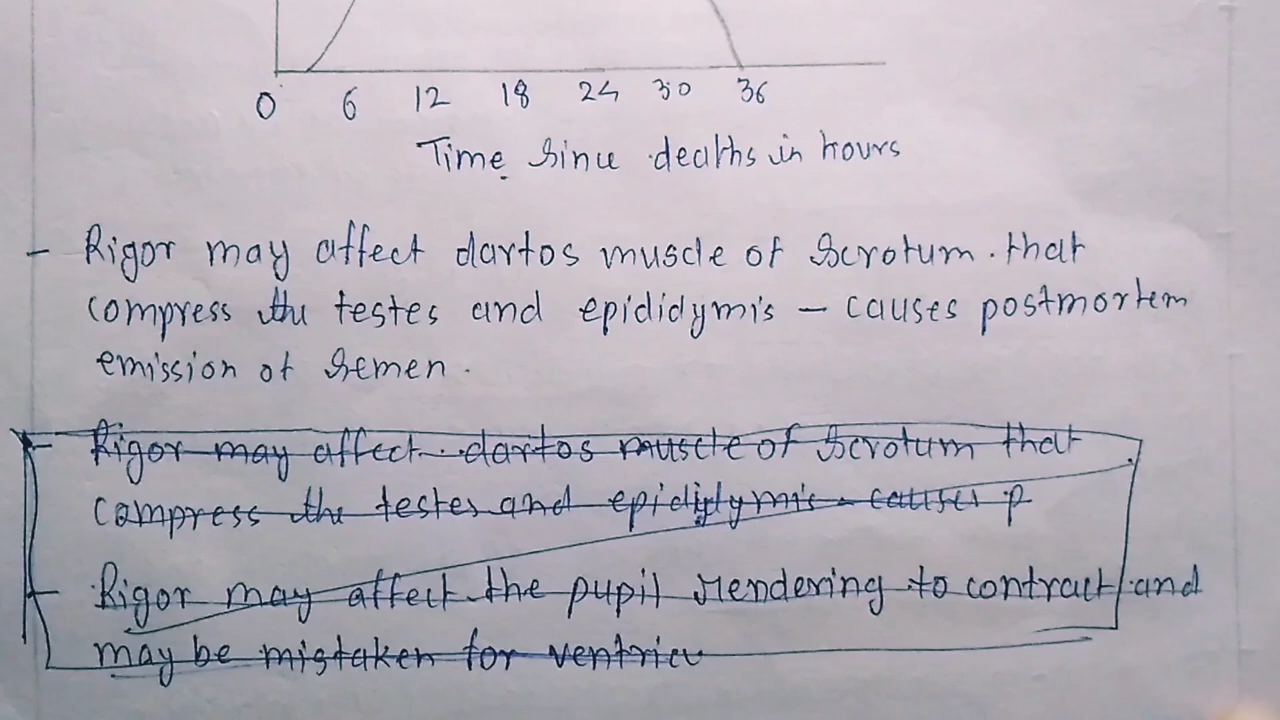 0 6 12 18 24 30 36
Time since deaths in hours
- Rigor may affect dartos muscle of scrotum. that
compress the testes and epididymis - causes postmortem
emission of semen.
- Rigor may affect dartos muscle of scrotum that
compress the testes and epididymis - causes p
- Rigor may affect the pupil rendering to contract and
may be mistaken for ventricu